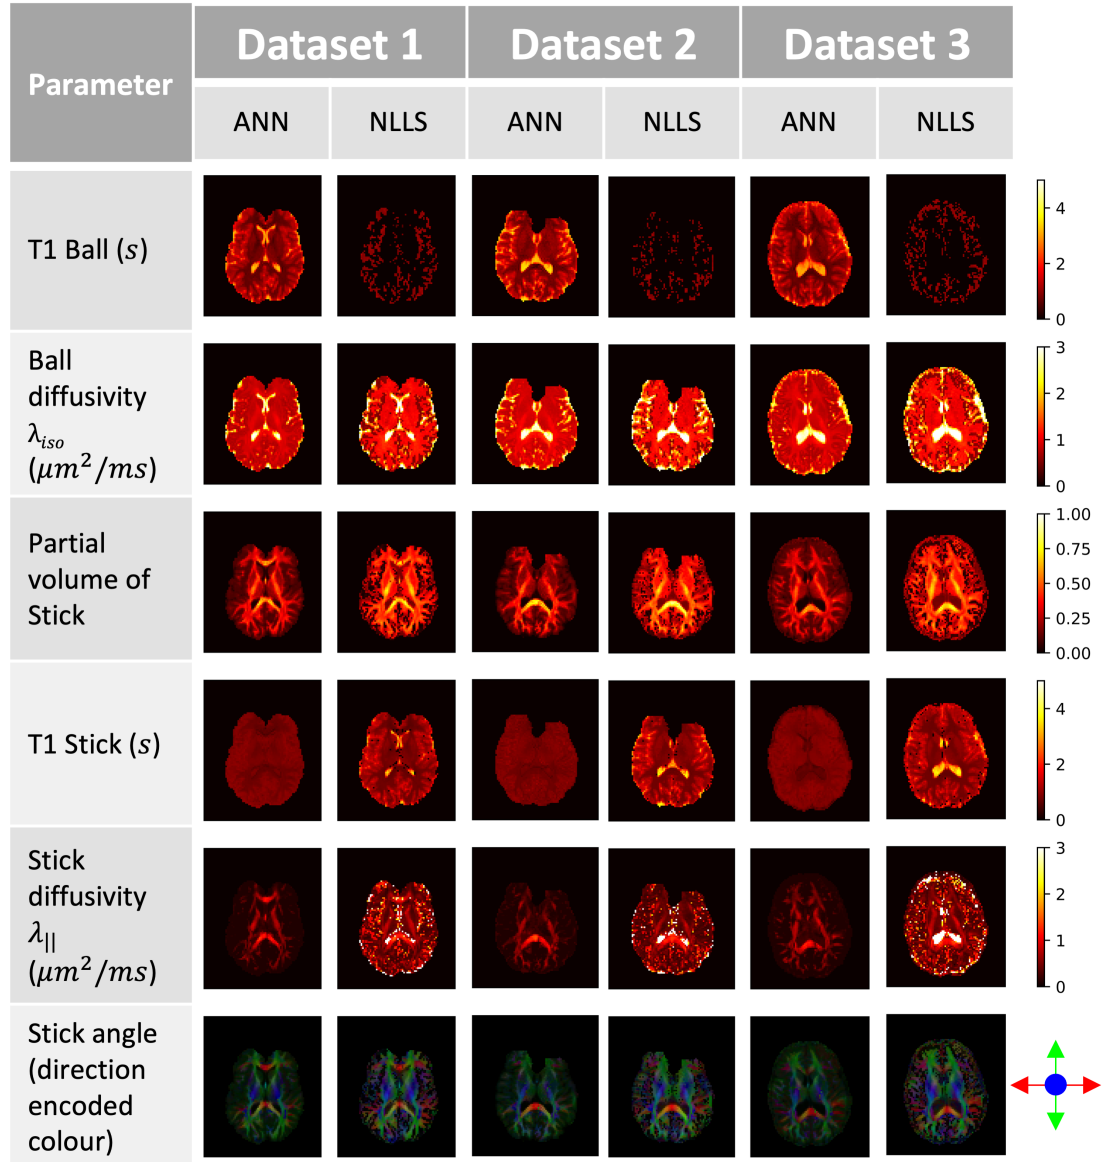 Parameter
Dataset 1
Dataset 2
Dataset 3
ANN
NLLS
ANN
NLLS
ANN
NLLS
T1 Ball (s)
4
2
0
Ball
diffusivity
λiso
(μm²/ms)
3
2
1
0
Partial
volume of
Stick
1.00
0.75
0.50
0.25
0.00
T1 Stick (s)
4
2
0
Stick
diffusivity
λ||
(μm²/ms)
3
2
1
0
Stick angle
(direction
encoded
colour)